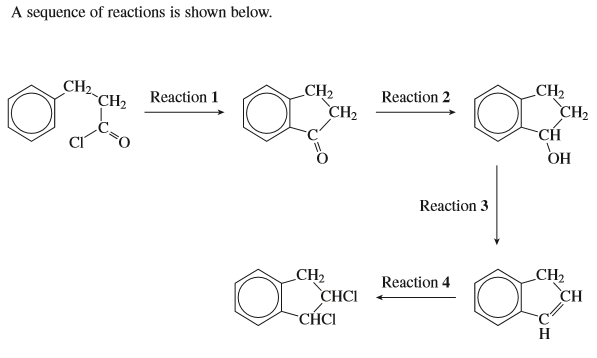 A sequence of reactions is shown below.
CH2
CH2
C
Cl
O
Reaction 1
CH2
CH2
C
O
Reaction 2
CH2
CH2
CH
OH
Reaction 3
CH2
CHCl
CHCl
Reaction 4
CH2
CH
C
H